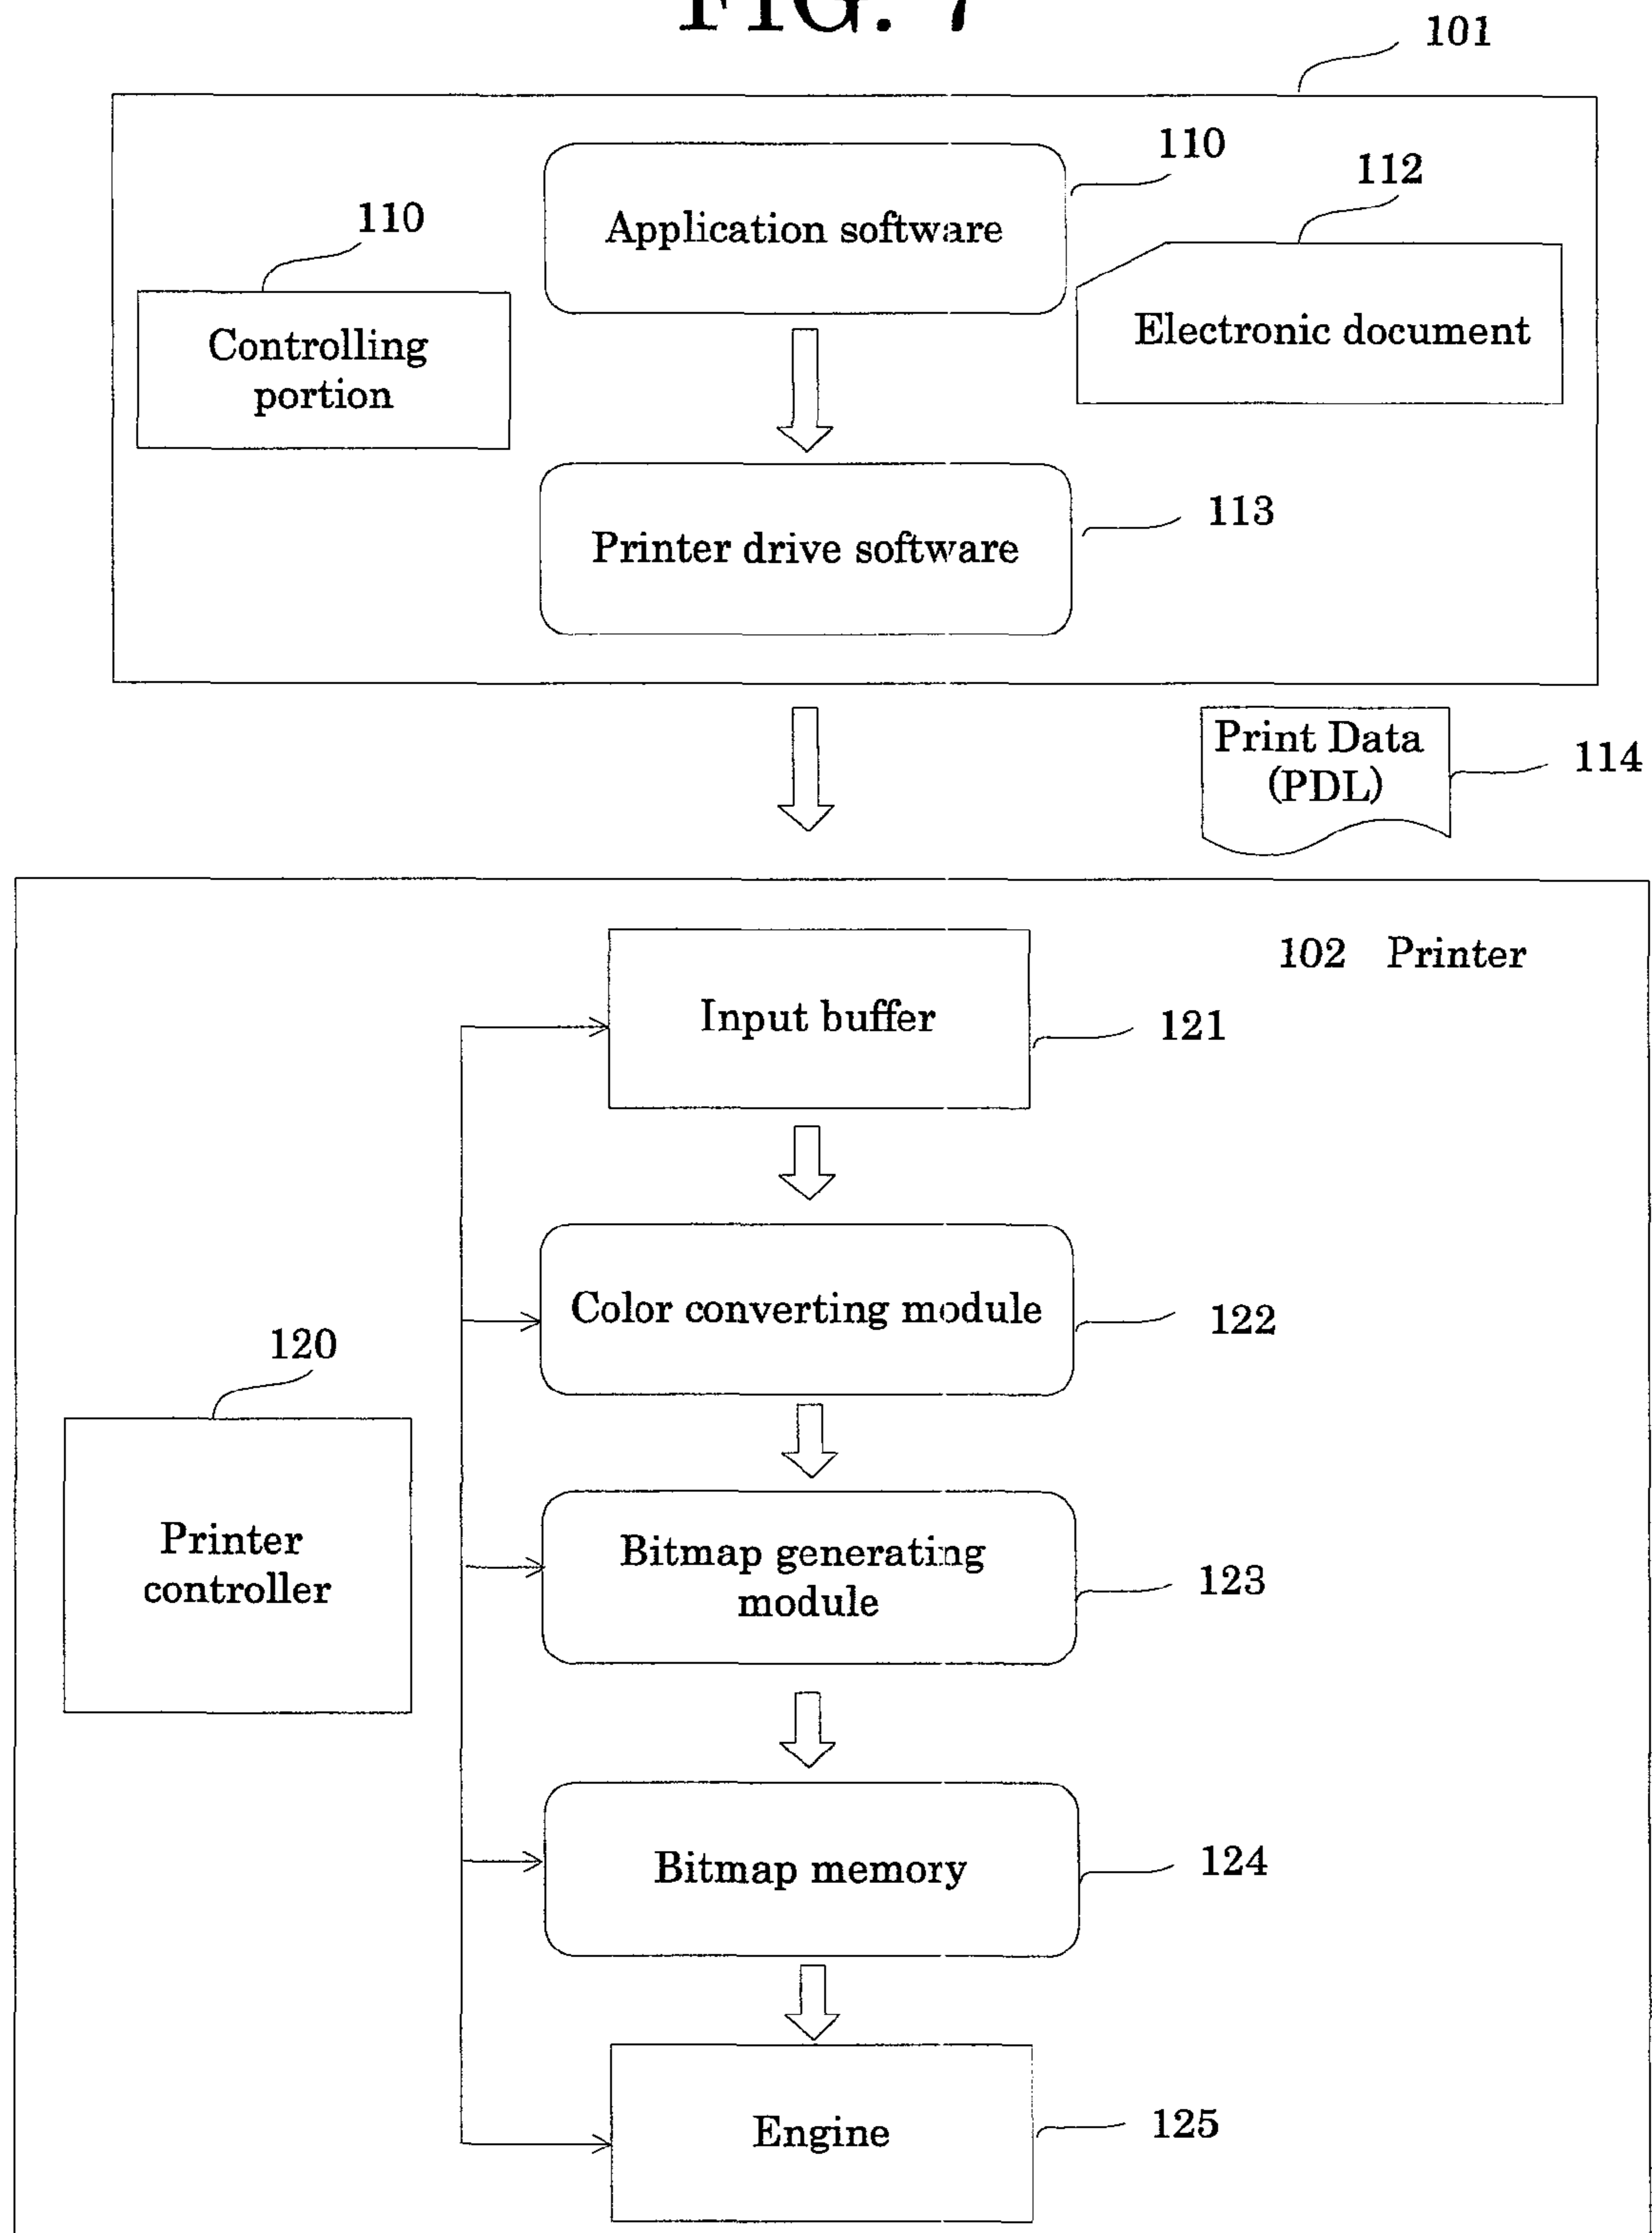 FIG. 7
101
110
112
110
Application software
Controlling
portion
Electronic document
113
Printer drive software
Print Data
(PDL)
114
102 Printer
Input buffer
121
Color converting module
122
120
Printer
controller
Bitmap generating
module
123
Bitmap memory
124
Engine
125